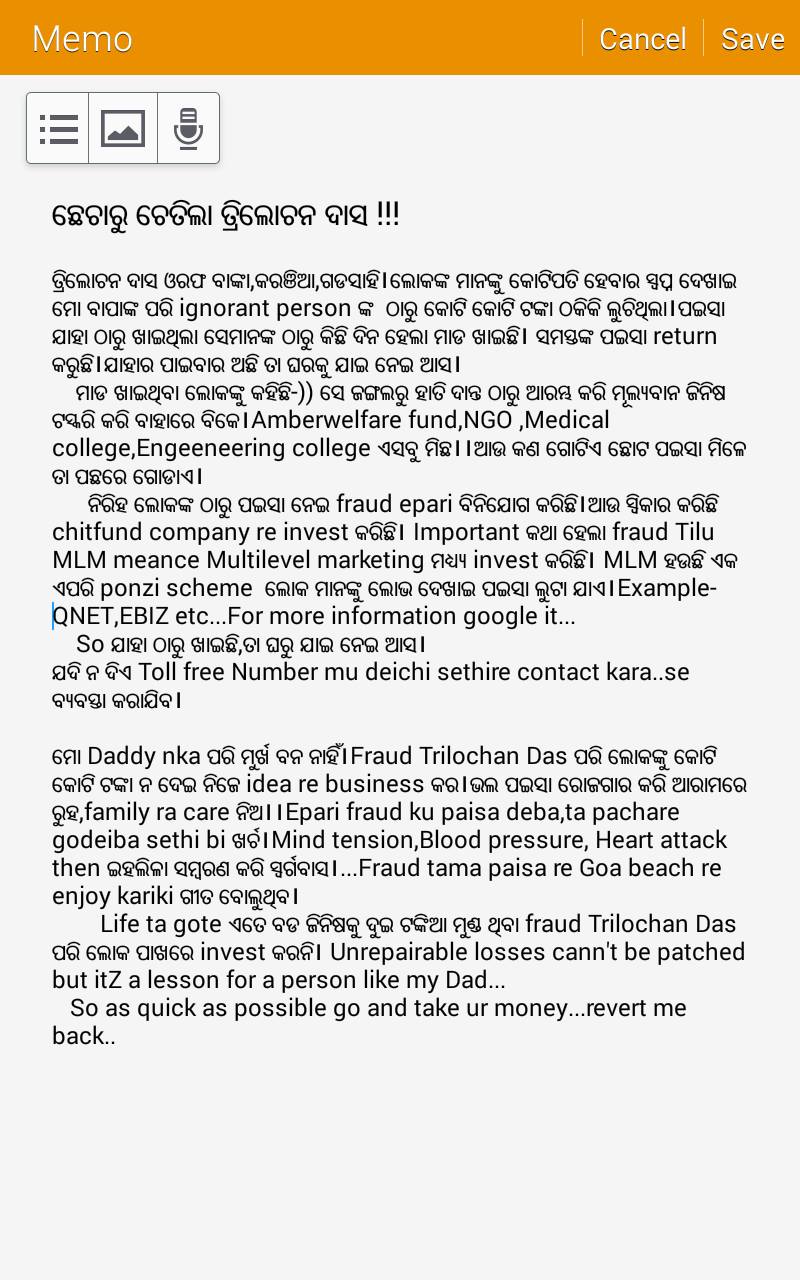 Memo
Cancel
Save
ଛେଚାରୁ ଚେତିଲା ତ୍ରିଲୋଚନ ଦାସ !!!
ତ୍ରିଲୋଚନ ଦାସ ଓରଫ ବାଙ୍କା,କରଞ୍ଜିଆ,ଗଡସାହି।ଲୋକଙ୍କ ମାନଙ୍କୁ କୋଟିପତି ହେବାର ସ୍ବପ୍ନ ଦେଖାଇ
ମୋ ବାପାଙ୍କ ପରି ignorant person ଙ୍କ ଠାରୁ କୋଟି କୋଟି ଟଙ୍କା ଠକିକି ଲୁଚିଥିଲା।ପଇସା
ଯାହା ଠାରୁ ଖାଇଥିଲା ସେମାନଙ୍କ ଠାରୁ କିଛି ଦିନ ହେଲା ମାଡ ଖାଇଛି। ସମସ୍ତଙ୍କ ପଇସା return
କରୁଛି।ଯାହାର ପାଇବାର ଅଛି ତା ଘରକୁ ଯାଇ ନେଇ ଆସ।
ମାଡ ଖାଇଥିବା ଲୋକଙ୍କୁ କହିଛି-)) ସେ ଜଙ୍ଗଲରୁ ହାତି ଦାନ୍ତ ଠାରୁ ଆରମ୍ଭ କରି ମୂଲ୍ୟବାନ ଜିନିଷ
ଟସ୍କରି କରି ବାହାରେ ବିକେ।Amberwelfare fund,NGO ,Medical
college,Engeeneering college ଏସବୁ ମିଛ।।ଆଉ କଣ ଗୋଟିଏ ଛୋଟ ପଇସା ମିଳେ
ତା ପଛରେ ଗୋଡାଏ।
ନିରିହ ଲୋକଙ୍କ ଠାରୁ ପଇସା ନେଇ fraud epari ବିନିଯୋଗ କରିଛି।ଆଉ ସ୍ବିକାର କରିଛି
chitfund company re invest କରିଛି। Important କଥା ହେଲା fraud Tilu
MLM meance Multilevel marketing ମଧ୍ୟ invest କରିଛି। MLM ହଉଛି ଏକ
ଏପରି ponzi scheme ଲୋକ ମାନଙ୍କୁ ଲୋଭ ଦେଖାଇ ପଇସା ଲୁଟା ଯାଏ।Example-
QNET,EBIZ etc...For more information google it...
So ଯାହା ଠାରୁ ଖାଇଛି,ତା ଘରୁ ଯାଇ ନେଇ ଆସ।
ଯଦି ନ ଦିଏ Toll free Number mu deichi sethire contact kara..se
ବ୍ୟବସ୍ତା କରାଯିବ।
ମୋ Daddy nka ପରି ମୁର୍ଖ ବନ ନାହିଁ।Fraud Trilochan Das ପରି ଲୋକଙ୍କୁ କୋଟି
କୋଟି ଟଙ୍କା ନ ଦେଇ ନିଜେ idea re business କର।ଭଲ ପଇସା ରୋଜଗାର କରି ଆରାମରେ
ରୁହ,family ra care ନିଅ।।Epari fraud ku paisa deba,ta pachare
godeiba sethi bi ଖର୍ଚ।Mind tension,Blood pressure, Heart attack
then ଇହଲିଳା ସମ୍ବରଣ କରି ସ୍ବର୍ଗବାସ।...Fraud tama paisa re Goa beach re
enjoy kariki ଗୀତ ବୋଲୁଥିବ।
Life ta gote ଏତେ ବଡ ଜିନିଷକୁ ଦୁଇ ଟଙ୍କିଆ ମୁଣ୍ଡ ଥିବା fraud Trilochan Das
ପରି ଲୋକ ପାଖରେ invest କରନି। Unrepairable losses cann't be patched
but itZ a lesson for a person like my Dad...
So as quick as possible go and take ur money...revert me
back..